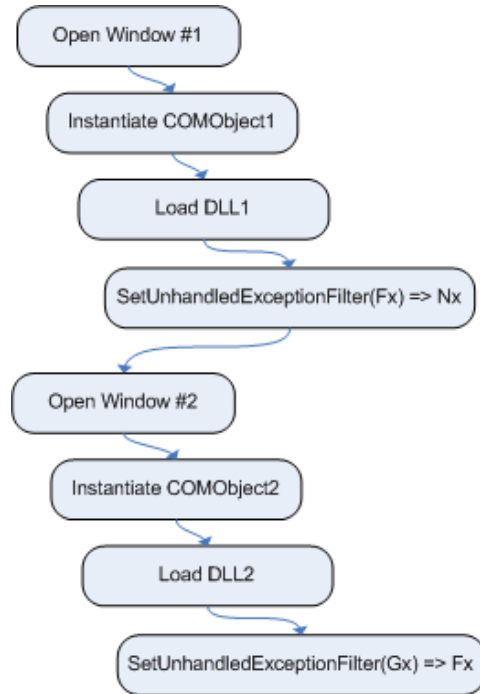 Open Window #1
Instantiate COMObject1
Load DLL1
SetUnhandledExceptionFilter(Fx) => Nx
Open Window #2
Instantiate COMObject2
Load DLL2
SetUnhandledExceptionFilter(Gx) => Fx